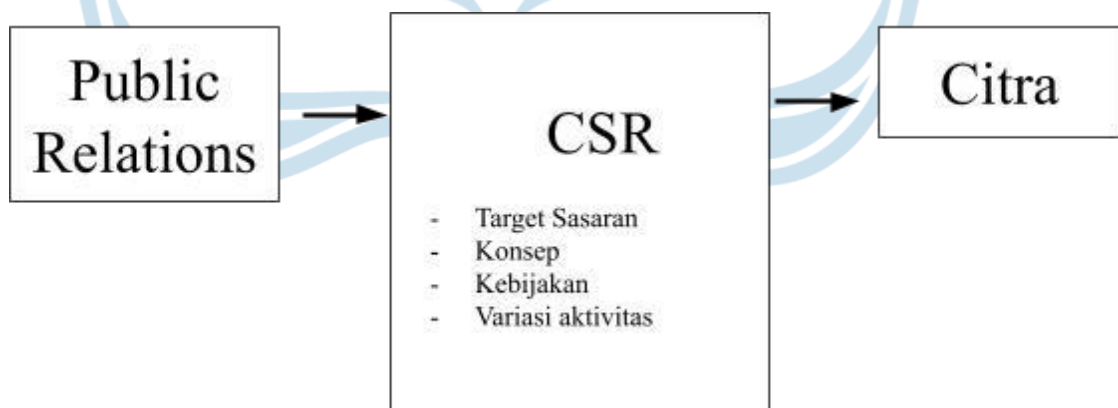 Public
Relations
CSR
- Target Sasaran
- Konsep
- Kebijakan
- Variasi aktivitas
Citra